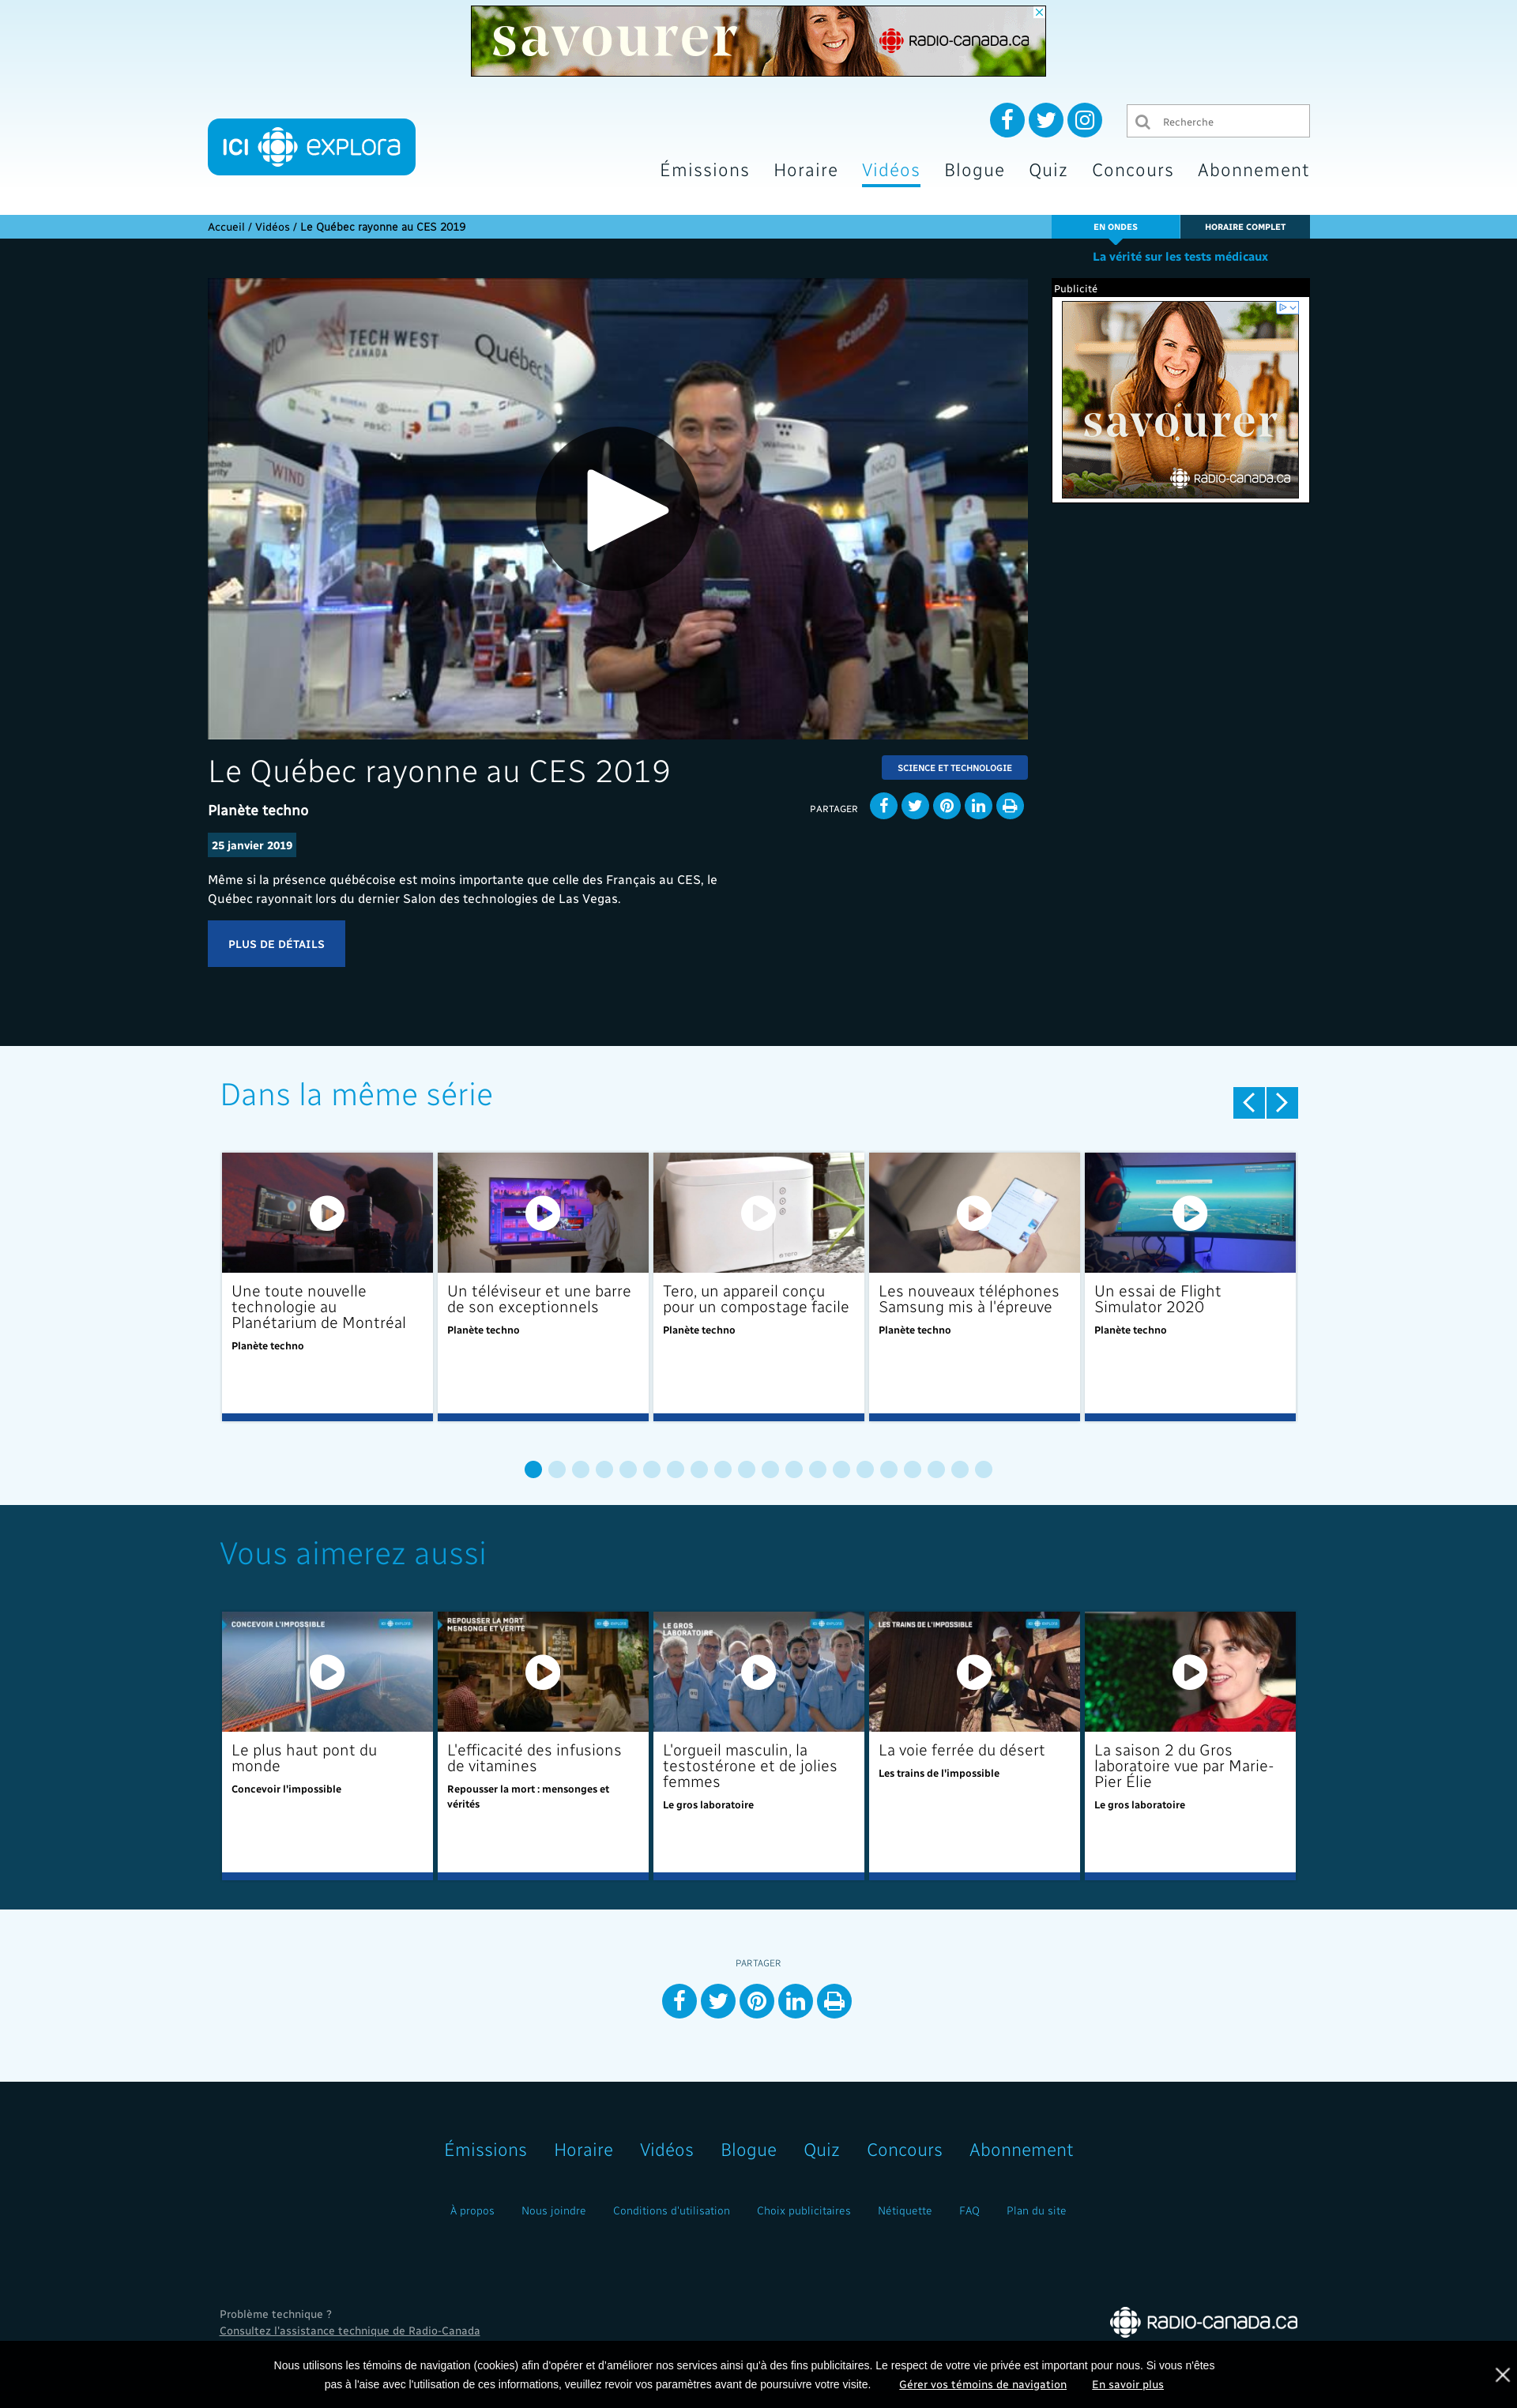 savourer
RADIO-CANADA.CA
Recherche
ICI EXPLORA
Émissions Horaire Vidéos Blogue Quiz Concours Abonnement
Accueil / Vidéos / Le Québec rayonne au CES 2019
EN ONDES
HORAIRE COMPLET
La vérité sur les tests médicaux
Publicité
savourer
RADIO-CANADA.CA
TECH WEST
CANADA
Québec
#CanadaCES
WIND
Le Québec rayonne au CES 2019
SCIENCE ET TECHNOLOGIE
Planète techno
PARTAGER
25 janvier 2019
Même si la présence québécoise est moins importante que celle des Français au CES, le
Québec rayonnait lors du dernier Salon des technologies de Las Vegas.
PLUS DE DÉTAILS
Dans la même série
Une toute nouvelle
technologie au
Planétarium de Montréal
Planète techno
Un téléviseur et une barre
de son exceptionnels
Planète techno
Tero, un appareil conçu
pour un compostage facile
Planète techno
Les nouveaux téléphones
Samsung mis à l'épreuve
Planète techno
Un essai de Flight
Simulator 2020
Planète techno
Vous aimerez aussi
CONCEVOIR L'IMPOSSIBLE
Le plus haut pont du
monde
Concevoir l'impossible
REPOUSSER LA MORT
MENSONGE ET VÉRITÉ
L'efficacité des infusions
de vitamines
Repousser la mort : mensonges et
vérités
LE GROS
LABORATOIRE
L'orgueil masculin, la
testostérone et de jolies
femmes
Le gros laboratoire
LES TRAINS DE L'IMPOSSIBLE
La voie ferrée du désert
Les trains de l'impossible
La saison 2 du Gros
laboratoire vue par Marie-
Pier Élie
Le gros laboratoire
PARTAGER
Émissions Horaire Vidéos Blogue Quiz Concours Abonnement
À propos Nous joindre Conditions d'utilisation Choix publicitaires Nétiquette FAQ Plan du site
Problème technique ?
Consultez l'assistance technique de Radio-Canada
RADIO-CANADA.CA
Nous utilisons les témoins de navigation (cookies) afin d'opérer et d'améliorer nos services ainsi qu'à des fins publicitaires. Le respect de votre vie privée est important pour nous. Si vous n'êtes
pas à l'aise avec l'utilisation de ces informations, veuillez revoir vos paramètres avant de poursuivre votre visite. Gérer vos témoins de navigation En savoir plus